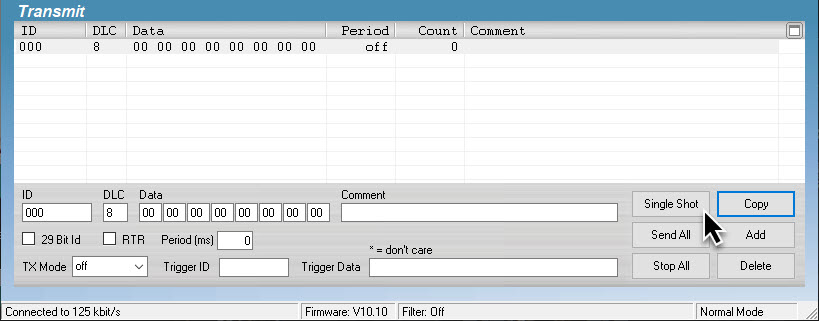 Transmit
ID DLC Data Period Count Comment
000 8 00 00 00 00 00 00 00 00 off 0
ID DLC Data Comment
000 8 00 00 00 00 00 00 00 00 Single Shot Copy
29 Bit Id RTR Period (ms) 0 Send All Add
* = don't care
TX Mode off Trigger ID Trigger Data Stop All Delete
Connected to 125 kbit/s Firmware: V10.10 Filter: Off Normal Mode